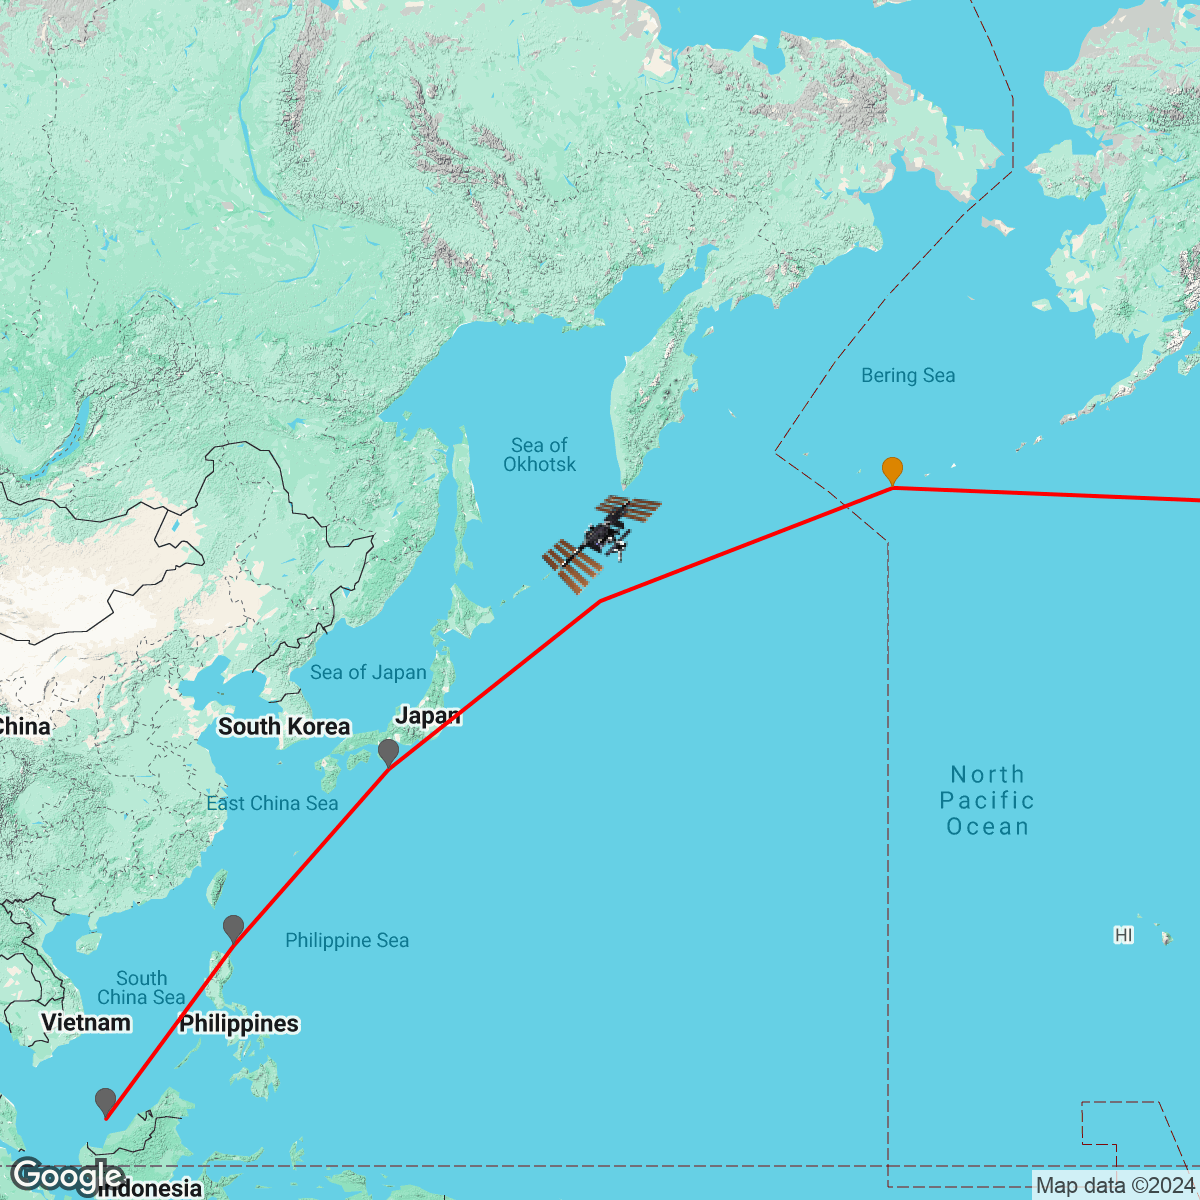 Bering Sea
Sea of
Okhotsk
Sea of Japan
Japan
South Korea
China
East China Sea
North
Pacific
Ocean
Philippine Sea
HI
South
China Sea
Vietnam
Philippines
Google
Indonesia
Map data ©2024